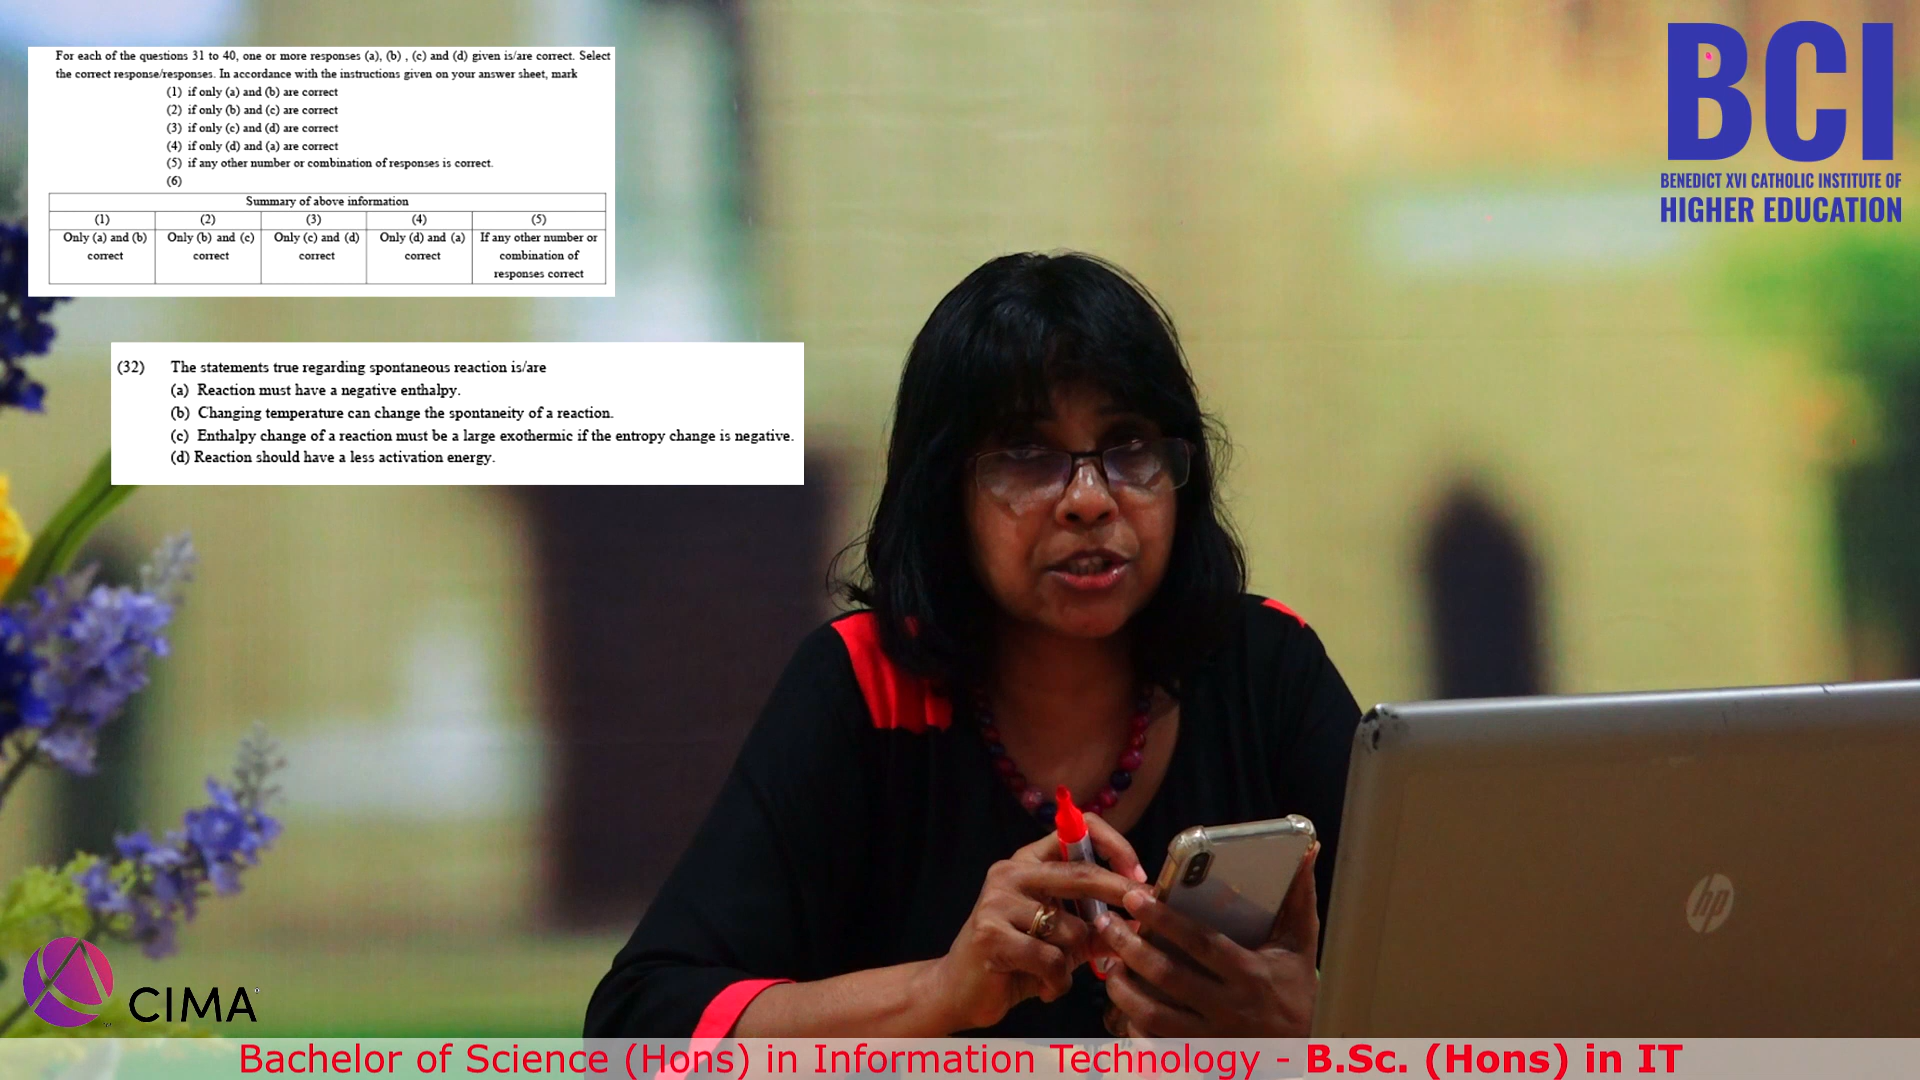 For each of the questions 31 to 40, one or more responses (a), (b) , (c) and (d) given is/are correct. Select
the correct response/responses. In accordance with the instructions given on your answer sheet, mark
(1) if only (a) and (b) are correct
(2) if only (b) and (c) are correct
(3) if only (c) and (d) are correct
(4) if only (d) and (a) are correct
(5) if any other number or combination of responses is correct.
(6)
Summary of above information
(1) (2) (3) (4) (5)
Only (a) and (b) Only (b) and (c) Only (c) and (d) Only (d) and (a) If any other number or
correct correct correct correct combination of
responses correct
(32) The statements true regarding spontaneous reaction is/are
(a) Reaction must have a negative enthalpy.
(b) Changing temperature can change the spontaneity of a reaction.
(c) Enthalpy change of a reaction must be a large exothermic if the entropy change is negative.
(d) Reaction should have a less activation energy.
BCI
BENEDICT XVI CATHOLIC INSTITUTE OF
HIGHER EDUCATION
hp
CIMA
Bachelor of Science (Hons) in Information Technology - B.Sc. (Hons) in IT